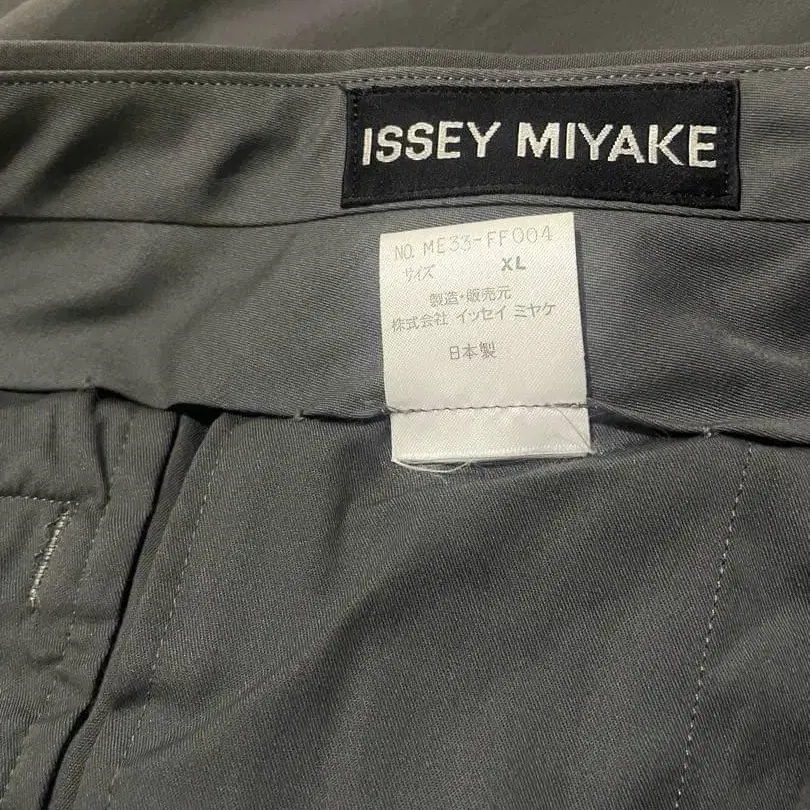 ISSEY MIYAKE
NO. ME33-FF004
サイズ XL
製造・販売元
株式会社 イッセイ ミヤケ
日本製